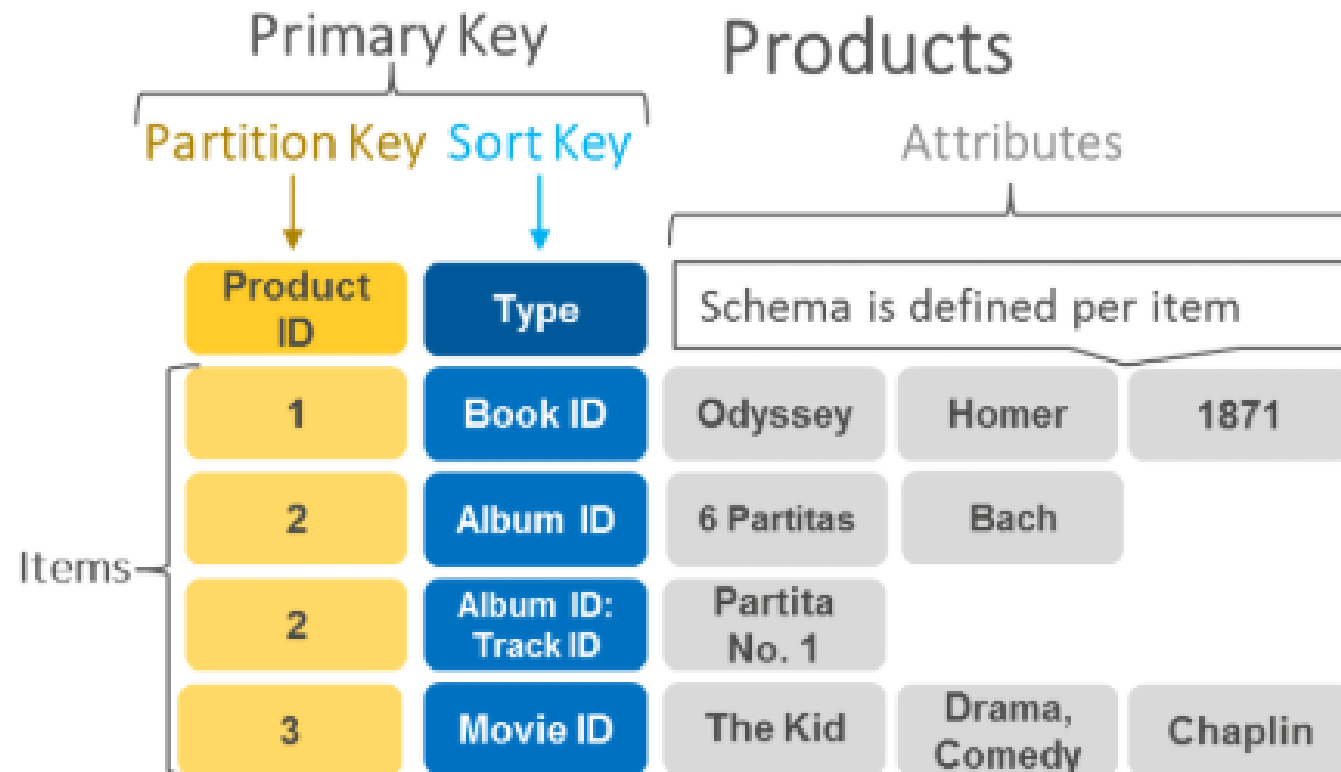 Primary Key
Products
Partition Key
Sort Key
Attributes
Product
ID
Type
Schema is defined per item
Items
1
Book ID
Odyssey
Homer
1871
2
Album ID
6 Partitas
Bach
2
Album ID:
Track ID
Partita
No. 1
3
Movie ID
The Kid
Drama,
Comedy
Chaplin